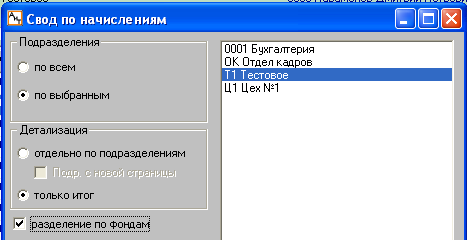 Свод по начислениям
Подразделения
по всем
по выбранным
Детализация
отдельно по подразделениям
Подр. с новой страницы
только итог
разделение по фондам
0001 Бухгалтерия
ОК Отдел кадров
Т1 Тестовое
Ц1 Цех №1